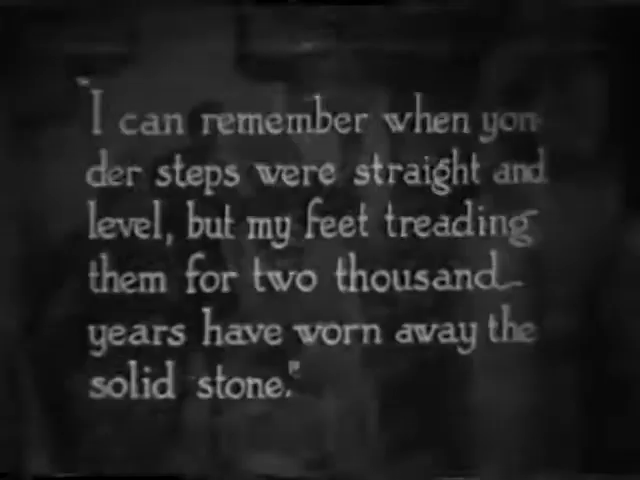 "I can remember when yon-
der steps were straight and
level, but my feet treading
them for two thousand
years have worn away the
solid stone."